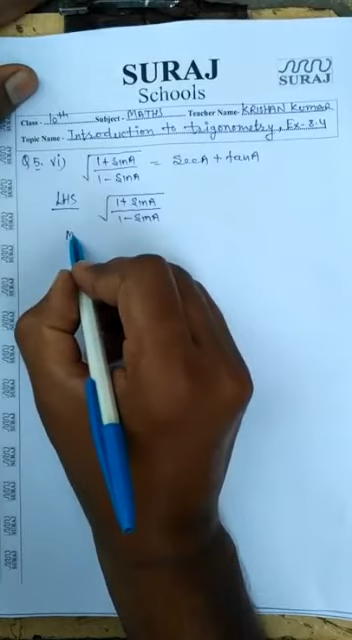 SURAJ
Schools
SURAJ
Class - 10th Subject - MATHS Teacher Name- KRISHAN KUMAR
Topic Name - Introduction to trigonometry, Ex-8.4
Q 5. vi) √(1+sinA / 1-sinA) = SecA + tanA
LHS √(1+sinA / 1-sinA)